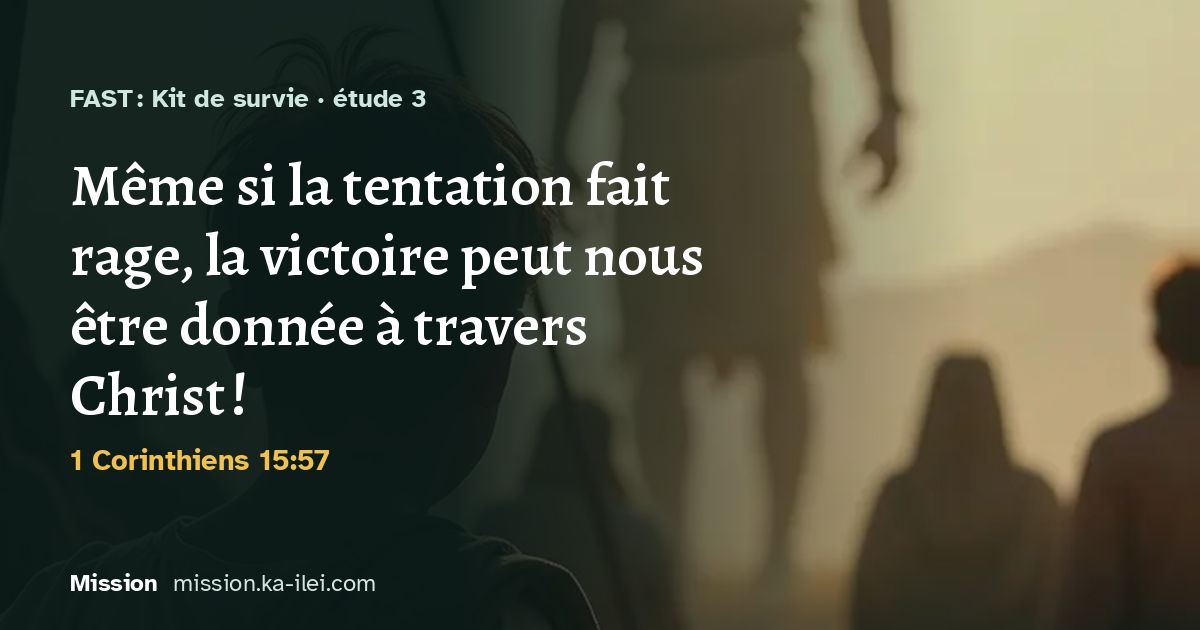 FAST : Kit de survie · étude 3
Même si la tentation fait
rage, la victoire peut nous
être donnée à travers
Christ !
1 Corinthiens 15:57
Mission mission.ka-ilei.com